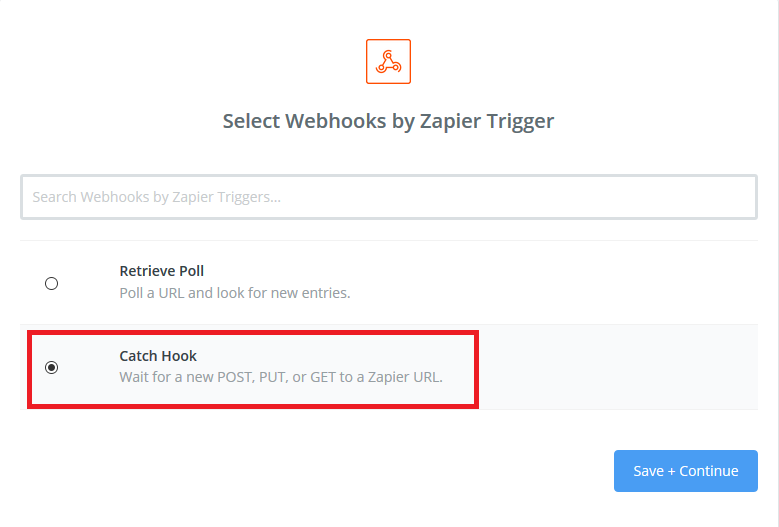 Select Webhooks by Zapier Trigger
Search Webhooks by Zapier Triggers...
Retrieve Poll
Poll a URL and look for new entries.
Catch Hook
Wait for a new POST, PUT, or GET to a Zapier URL.
Save + Continue